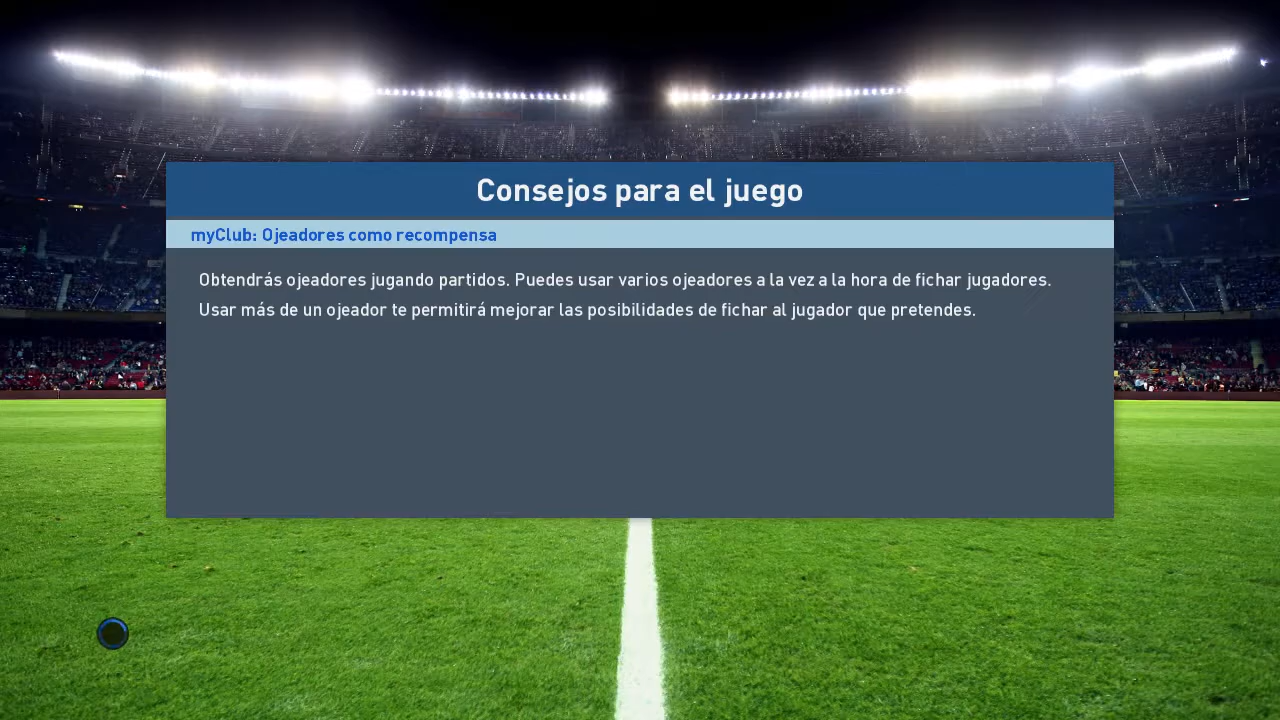 Consejos para el juego
myClub: Ojeadores como recompensa
Obtendrás ojeadores jugando partidos. Puedes usar varios ojeadores a la vez a la hora de fichar jugadores.
Usar más de un ojeador te permitirá mejorar las posibilidades de fichar al jugador que pretendes.